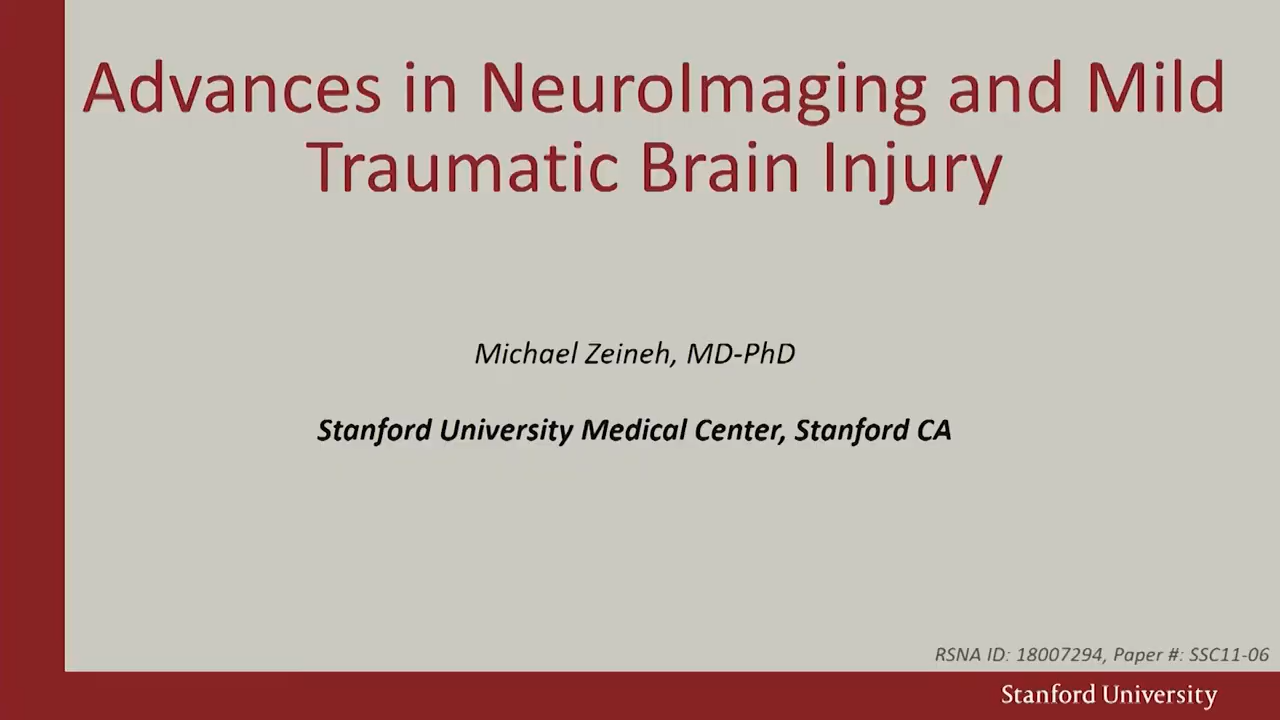 Advances in NeuroImaging and Mild
Traumatic Brain Injury
Michael Zeineh, MD-PhD
Stanford University Medical Center, Stanford CA
RSNA ID: 18007294, Paper #: SSC11-06
Stanford University